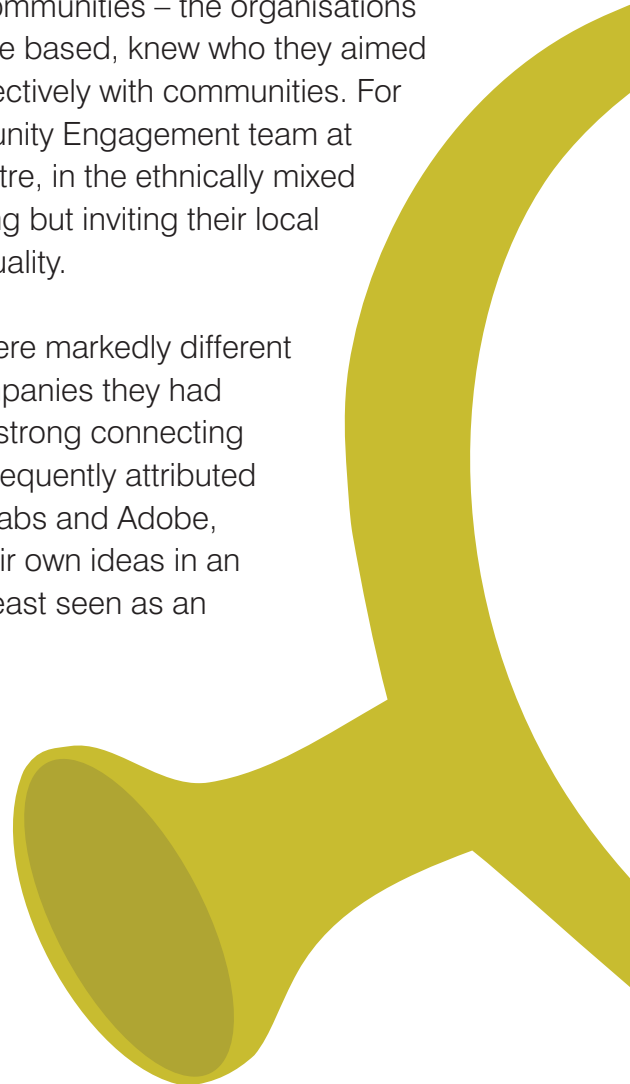 ommunities – the organisations
e based, knew who they aimed
ectively with communities. For
unity Engagement team at
tre, in the ethnically mixed
ng but inviting their local
uality.
ere markedly different
panies they had
strong connecting
equently attributed
abs and Adobe,
ir own ideas in an
east seen as an